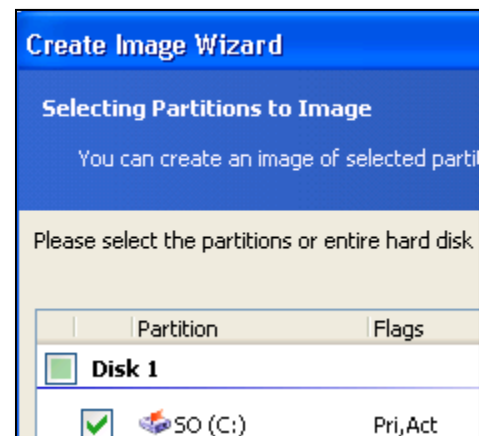 Create Image Wizard
Selecting Partitions to Image
You can create an image of selected
Please select the partitions or entire hard disk
Partition Flags
Disk 1
SO (C:) Pri,Act